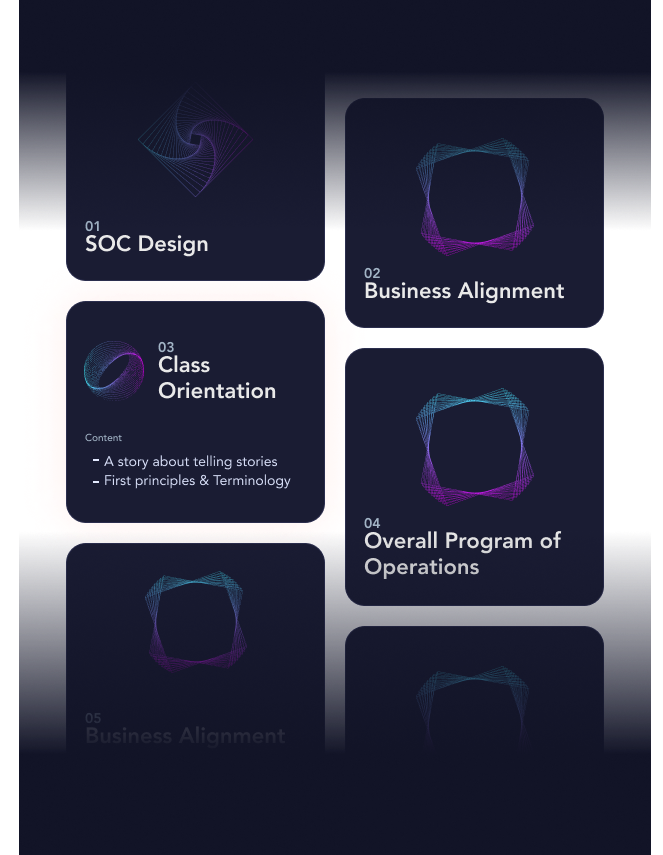 01
SOC Design
02
Business Alignment
03
Class
Orientation
Content
– A story about telling stories
– First principles & Terminology
04
Overall Program of
Operations
05
Business Alignment